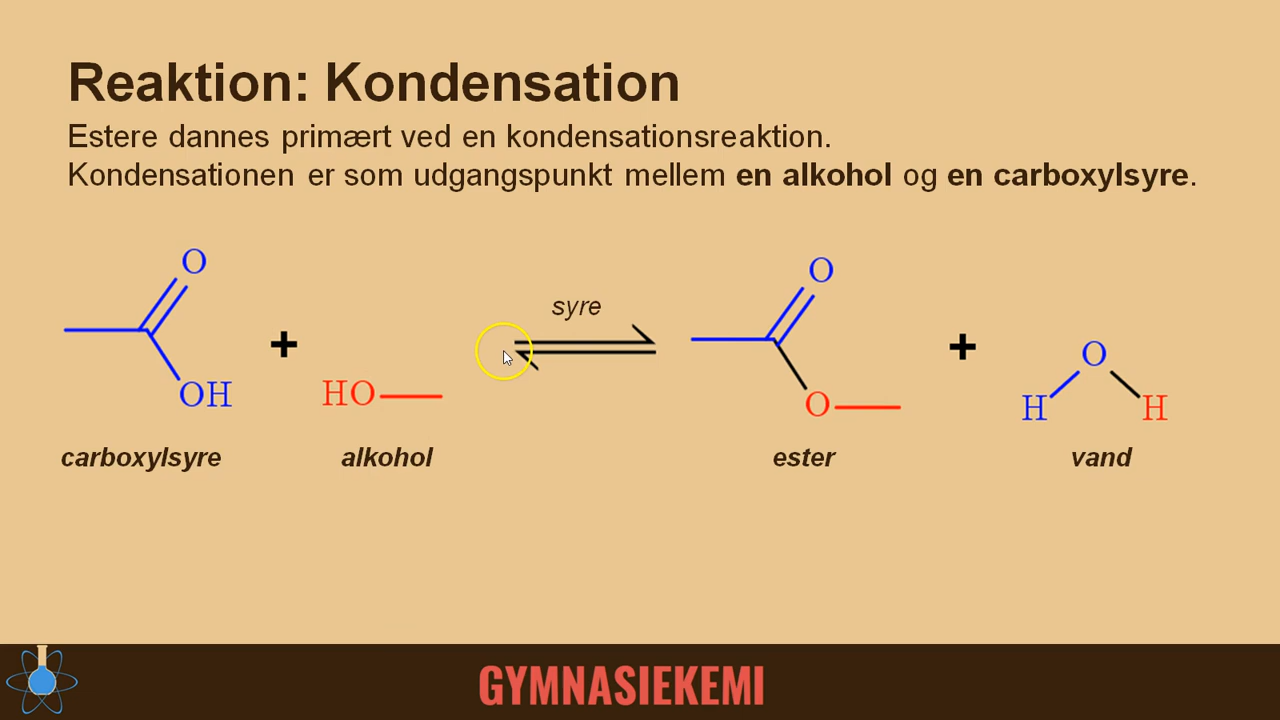 Reaktion: Kondensation
Estere dannes primært ved en kondensationsreaktion.
Kondensationen er som udgangspunkt mellem en alkohol og en carboxylsyre.
O
OH
+
HO
syre
O
O
+
O
H
H
carboxylsyre
alkohol
ester
vand
GYMNASIEKEMI